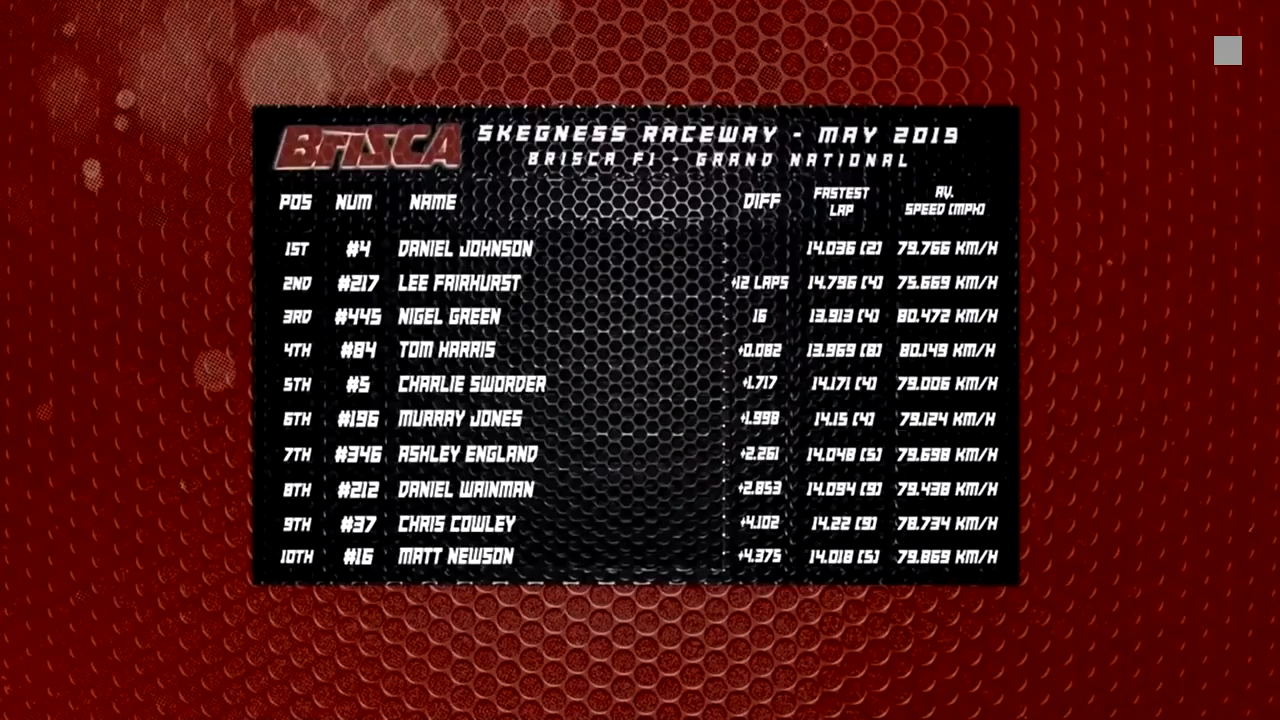 BRISCA
SKEGNESS RACEWAY - MAY 2019
BRISCA F1 - GRAND NATIONAL
POS NUM NAME DIFF FASTEST LAP AV. SPEED (MPH)
1ST #4 DANIEL JOHNSON 14.036 (2) 79.766 KM/H
2ND #217 LEE FAIRHURST +12 LAPS 14.796 (4) 75.669 KM/H
3RD #445 NIGEL GREEN 16 13.913 (4) 80.472 KM/H
4TH #84 TOM HARRIS +0.082 13.969 (8) 80.149 KM/H
5TH #5 CHARLIE SWORDER +1.717 14.171 (4) 79.006 KM/H
6TH #196 MURRAY JONES +1.998 14.15 (4) 79.124 KM/H
7TH #346 ASHLEY ENGLAND +2.261 14.048 (5) 79.698 KM/H
8TH #212 DANIEL WAINMAN +2.853 14.094 (9) 79.438 KM/H
9TH #37 CHRIS COWLEY +4.102 14.22 (9) 78.734 KM/H
10TH #16 MATT NEWSON +4.375 14.018 (5) 79.869 KM/H